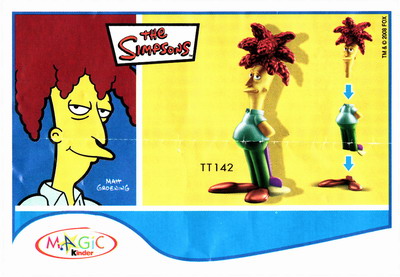 THE
SIMPSONS
TM & © 2008 FOX
TT142
MATT
GROENING
MAGIC
Kinder